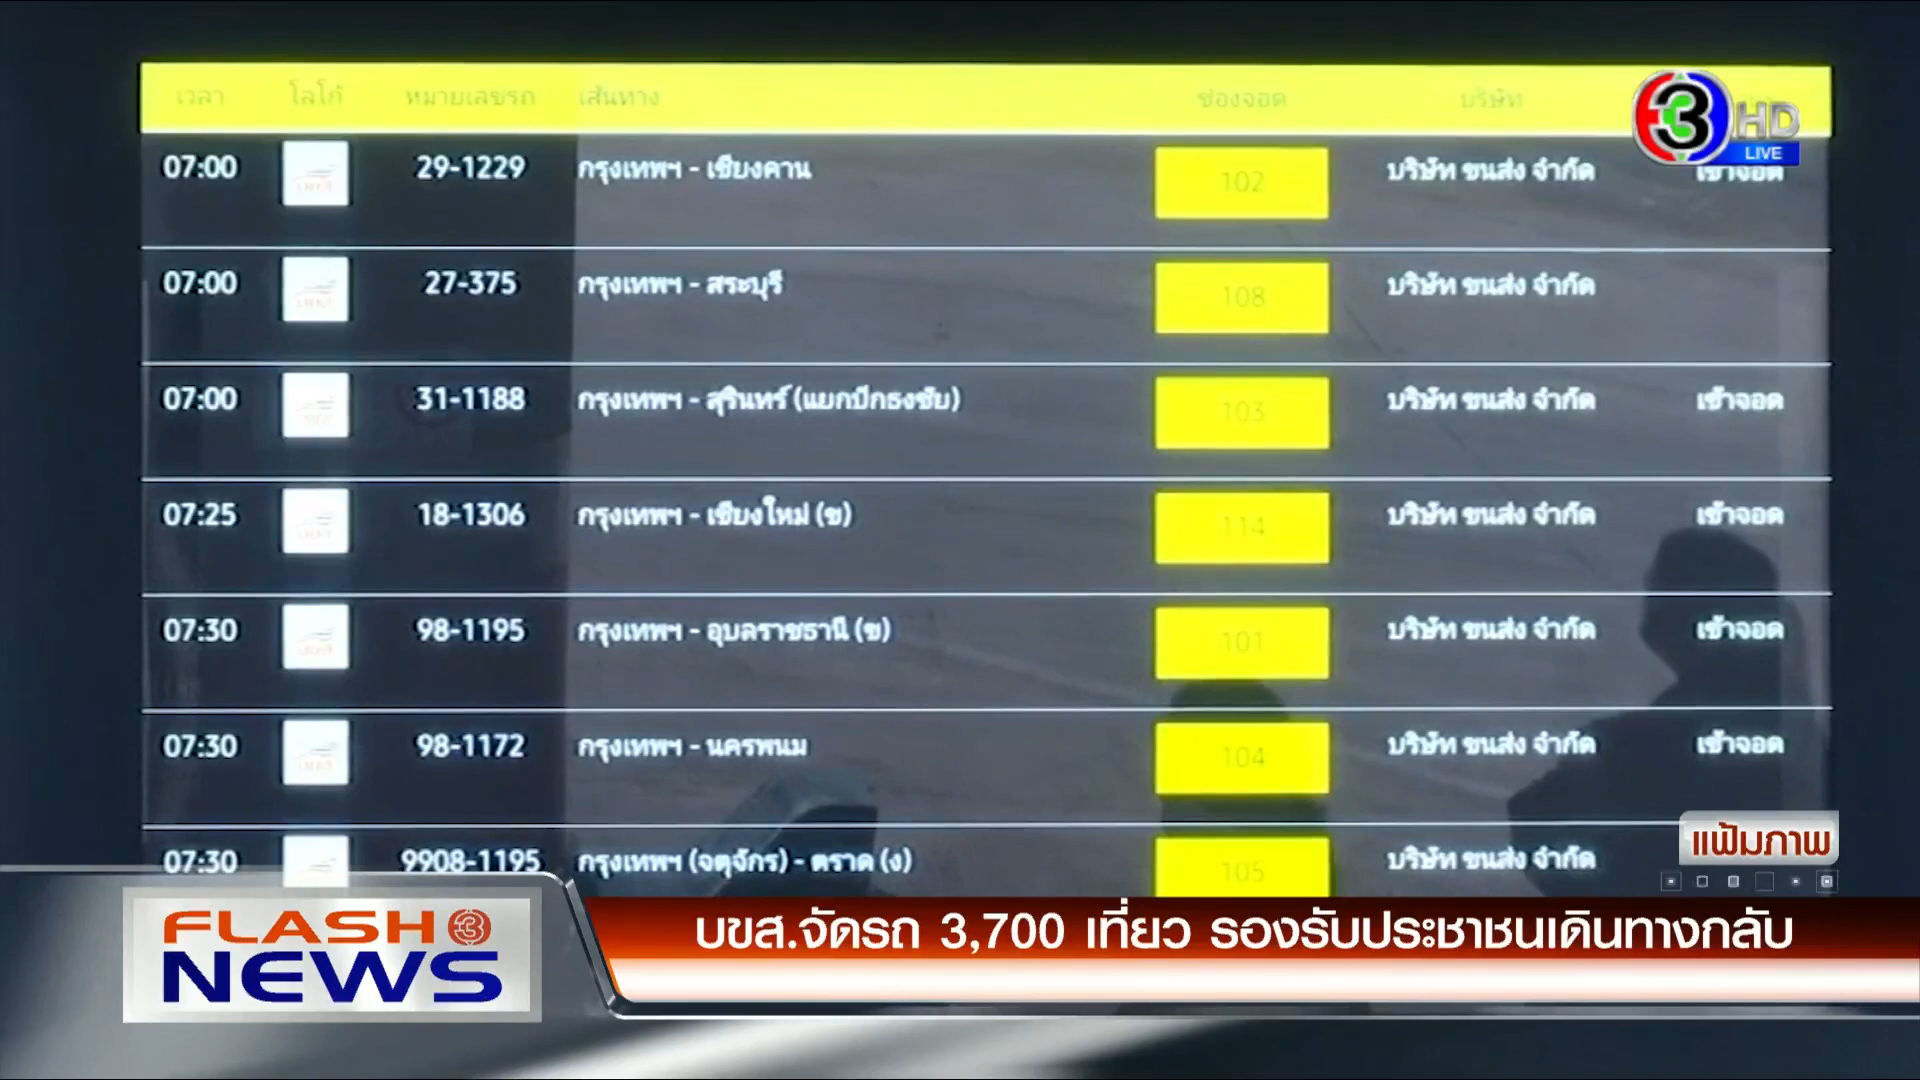 เวลา โลโก้ หมายเลขรถ เส้นทาง ช่องจอด บริษัท
3 HD
LIVE
07:00 29-1229 กรุงเทพฯ - เชียงคาน 102 บริษัท ขนส่ง จำกัด เข้าจอด
07:00 27-375 กรุงเทพฯ - สระบุรี 108 บริษัท ขนส่ง จำกัด
07:00 31-1188 กรุงเทพฯ - สุรินทร์ (แยกปักธงชัย) 103 บริษัท ขนส่ง จำกัด เข้าจอด
07:25 18-1306 กรุงเทพฯ - เชียงใหม่ (ข) 114 บริษัท ขนส่ง จำกัด เข้าจอด
07:30 98-1195 กรุงเทพฯ - อุบลราชธานี (ข) 101 บริษัท ขนส่ง จำกัด เข้าจอด
07:30 98-1172 กรุงเทพฯ - นครพนม 104 บริษัท ขนส่ง จำกัด เข้าจอด
07:30 9908-1195 กรุงเทพฯ (จตุจักร) - ตราด (ง) 105 บริษัท ขนส่ง จำกัด
แฟ้มภาพ
FLASH 3
NEWS
บขส.จัดรถ 3,700 เที่ยว รองรับประชาชนเดินทางกลับ